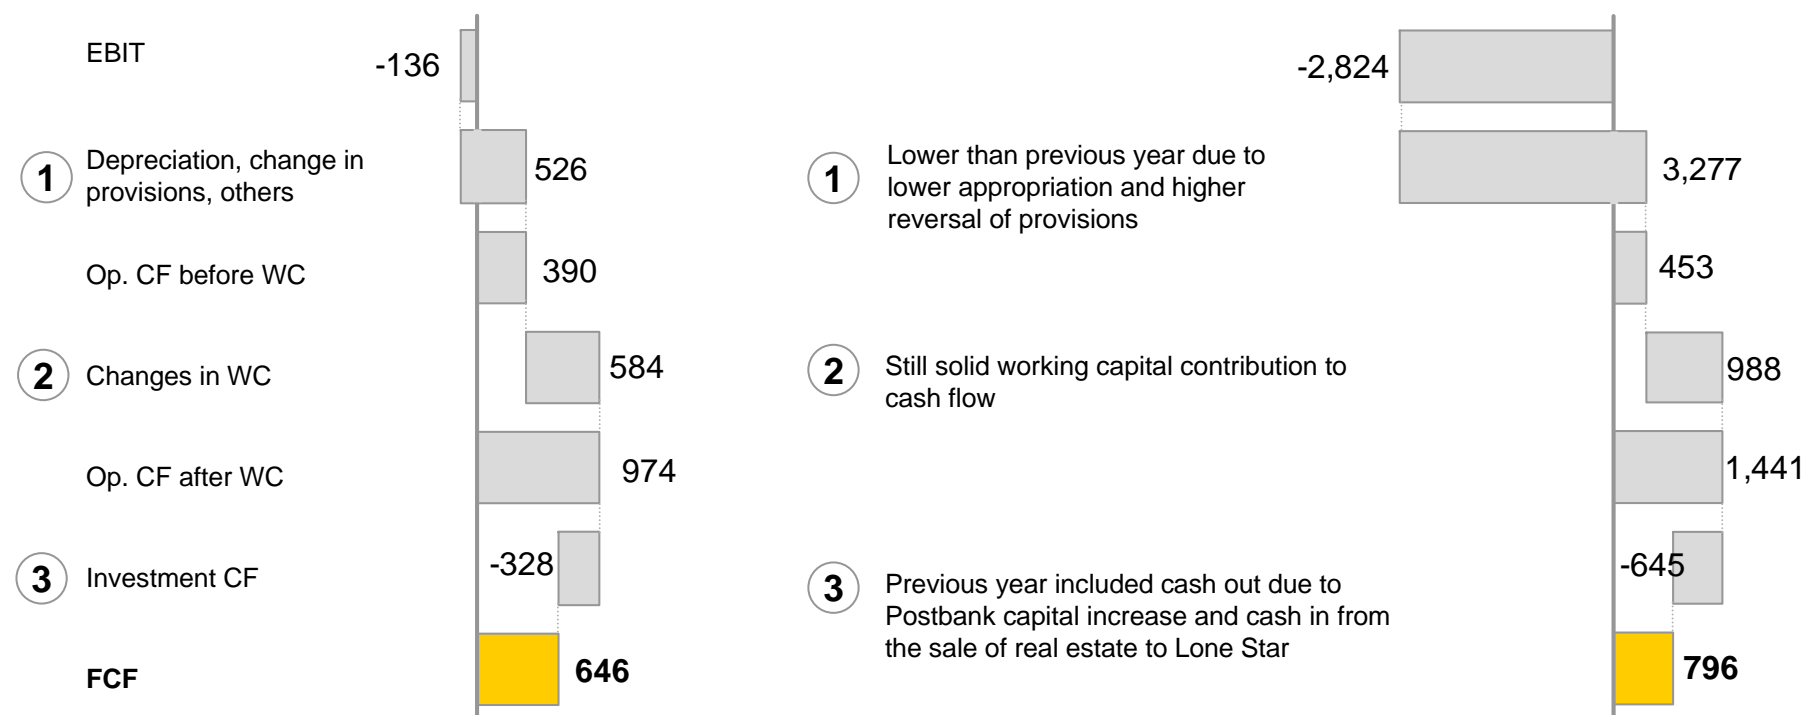 EBIT
-136
-2,824
1
Depreciation, change in
provisions, others
526
1
Lower than previous year due to
lower appropriation and higher
reversal of provisions
3,277
Op. CF before WC
390
453
2
Changes in WC
584
2
Still solid working capital contribution to
cash flow
988
Op. CF after WC
974
1,441
3
Investment CF
-328
3
Previous year included cash out due to
Postbank capital increase and cash in from
the sale of real estate to Lone Star
-645
FCF
646
796